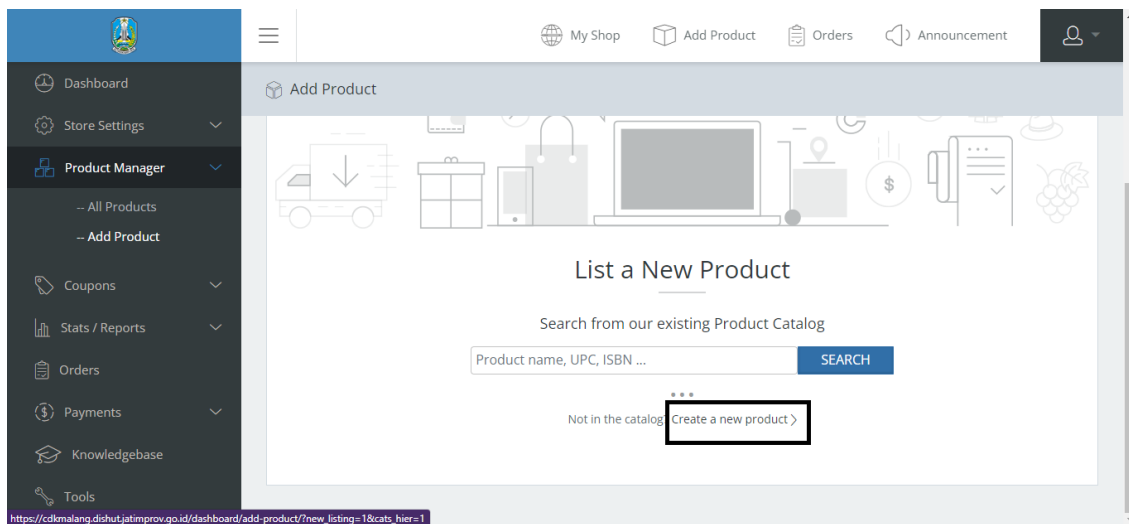 My Shop
Add Product
Orders
Announcement
Dashboard
Store Settings
Product Manager
-- All Products
-- Add Product
Coupons
Stats / Reports
Orders
Payments
Knowledgebase
Tools
Add Product
List a New Product
Search from our existing Product Catalog
Product name, UPC, ISBN ...
SEARCH
Not in the catalog? Create a new product
https://cdkmalang.dishut.jatimprov.go.id/dashboard/add-product/?new_listing=1&cats_hier=1